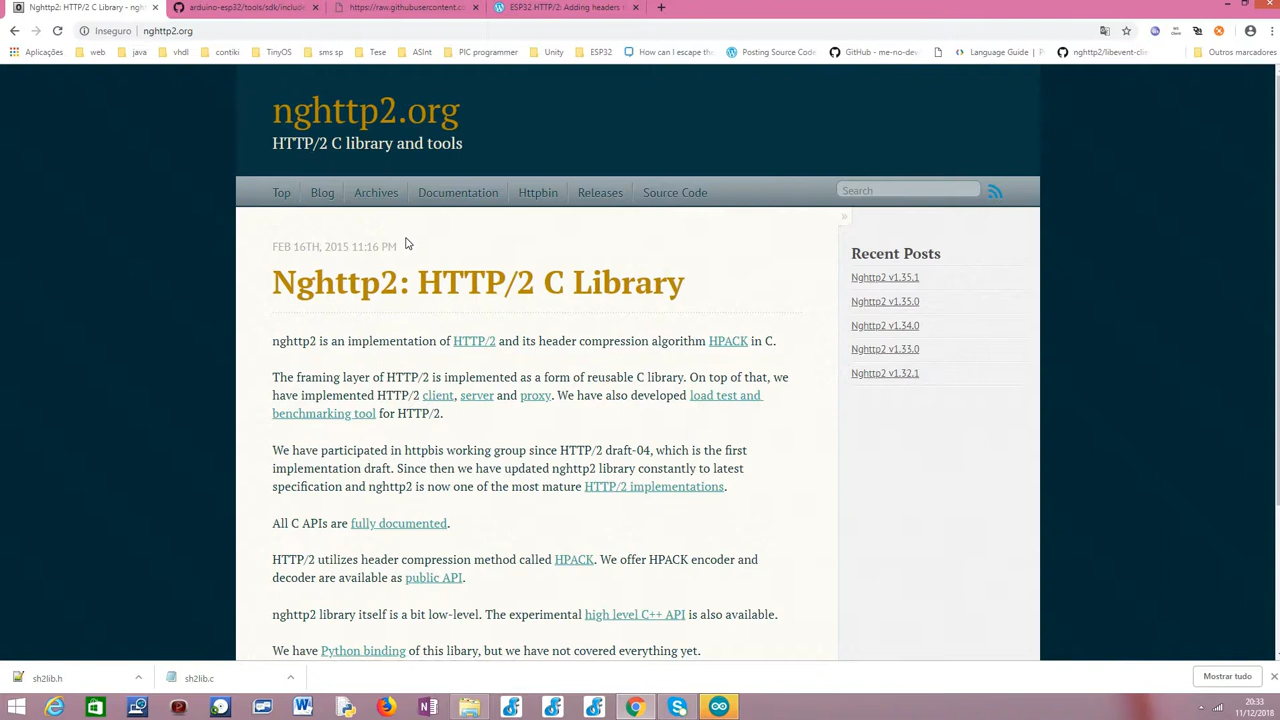 Nghttp2: HTTP/2 C Library - nght
arduino-esp32/tools/sdk/include
https://raw.githubusercontent.co
ESP32 HTTP/2: Adding headers t
Inseguro | nghttp2.org
Aplicações web java vhdl contiki TinyOS sms sp Tese ASInt PIC programmer Unity ESP32 How can I escape the Posting Source Code GitHub - me-no-dev Language Guide | P nghttp2/libevent-clie Outros marcadores
nghttp2.org
HTTP/2 C library and tools
Top Blog Archives Documentation Httpbin Releases Source Code Search
»
FEB 16TH, 2015 11:16 PM
Nghttp2: HTTP/2 C Library
nghttp2 is an implementation of HTTP/2 and its header compression algorithm HPACK in C.
The framing layer of HTTP/2 is implemented as a form of reusable C library. On top of that, we
have implemented HTTP/2 client, server and proxy. We have also developed load test and
benchmarking tool for HTTP/2.
We have participated in httpbis working group since HTTP/2 draft-04, which is the first
implementation draft. Since then we have updated nghttp2 library constantly to latest
specification and nghttp2 is now one of the most mature HTTP/2 implementations.
All C APIs are fully documented.
HTTP/2 utilizes header compression method called HPACK. We offer HPACK encoder and
decoder are available as public API.
nghttp2 library itself is a bit low-level. The experimental high level C++ API is also available.
We have Python binding of this libary, but we have not covered everything yet.
Recent Posts
Nghttp2 v1.35.1
Nghttp2 v1.35.0
Nghttp2 v1.34.0
Nghttp2 v1.33.0
Nghttp2 v1.32.1
sh2lib.h
sh2lib.c
Mostrar tudo
20:33
11/12/2018